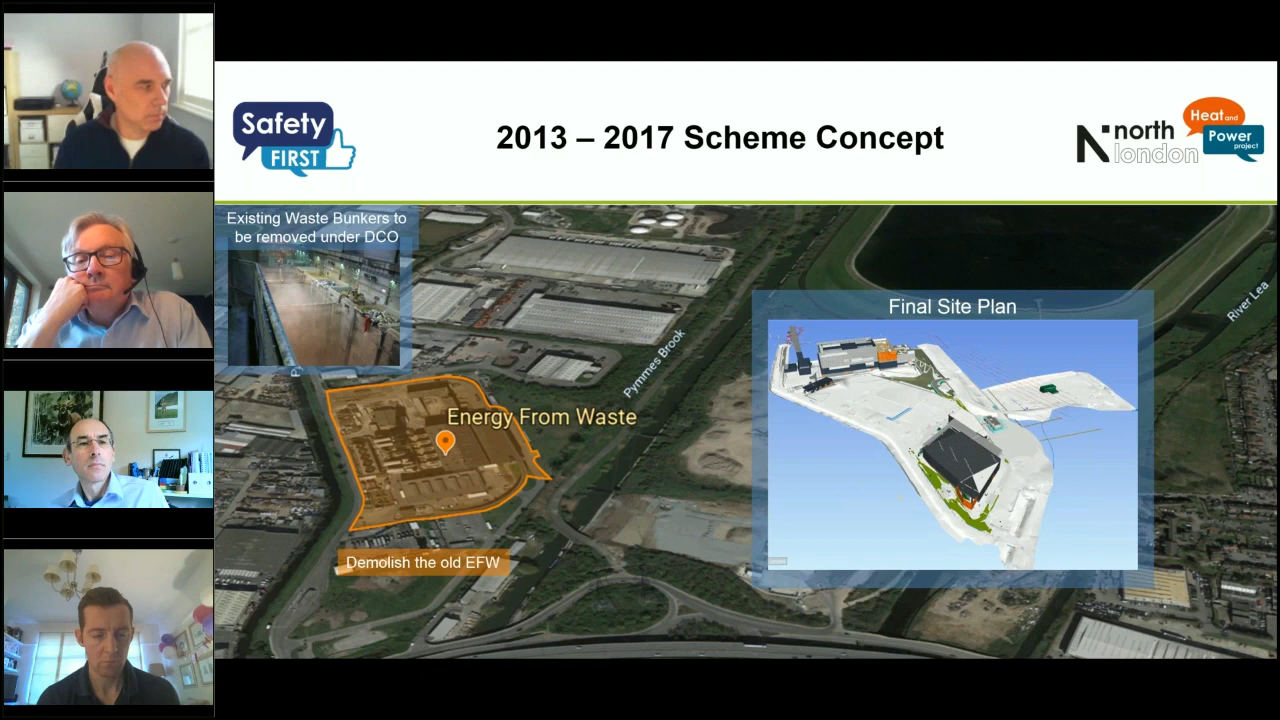 Safety
FIRST
2013 – 2017 Scheme Concept
north
london
Heat and
Power
project
Existing Waste Bunkers to
be removed under DCO
Energy From Waste
Demolish the old EFW
Pymmes Brook
River Lea
Final Site Plan